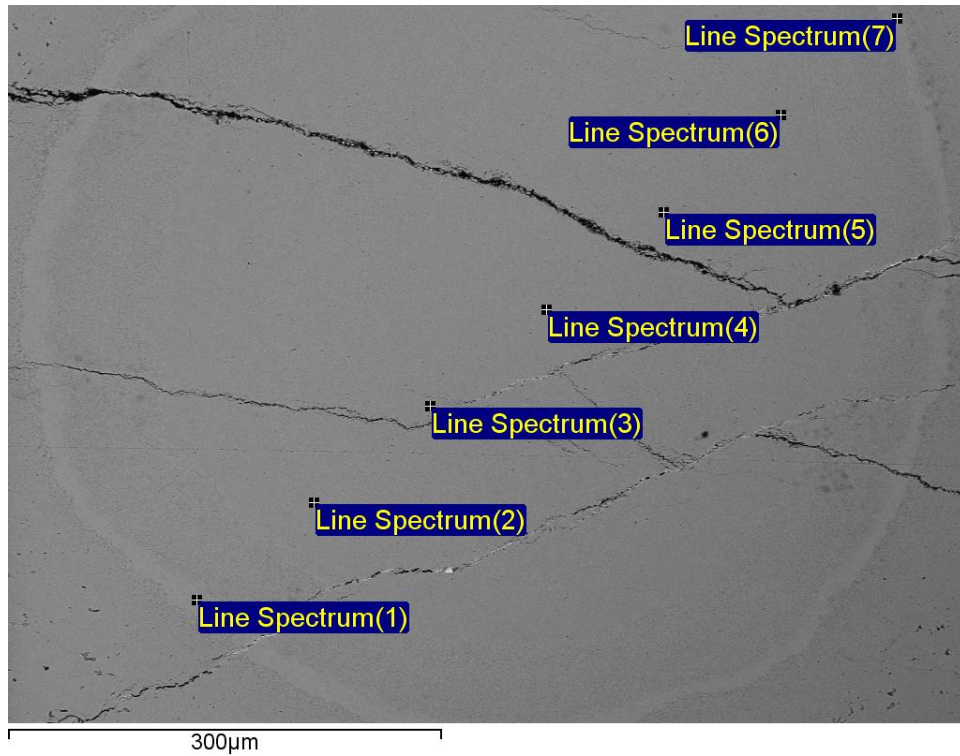 Line Spectrum(7)
Line Spectrum(6)
Line Spectrum(5)
Line Spectrum(4)
Line Spectrum(3)
Line Spectrum(2)
Line Spectrum(1)
300µm